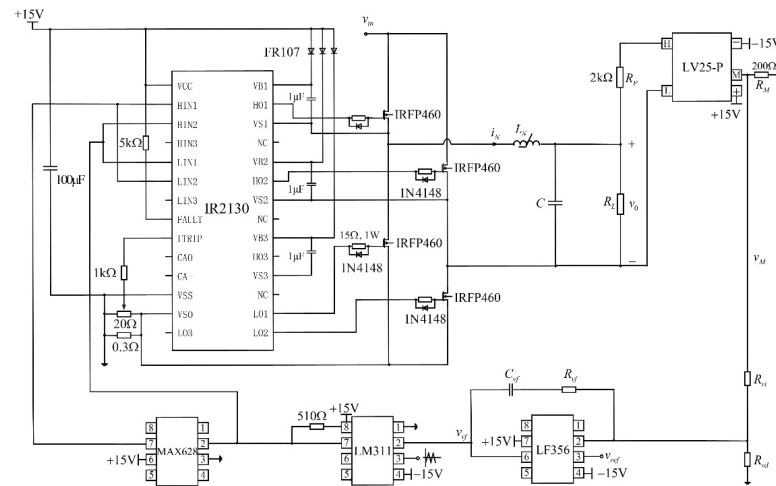 +15V
FR107
v_in
H
−
−15V
LV25-P
M
200Ω
R_M
L
+
+15V
2kΩ
R_P
VCC
HIN1
HIN2
HIN3
LIN1
LIN2
LIN3
FAULT
ITRIP
CAO
CA-
VSS
VSO
LO3
IR2130
VB1
HO1
VS1
NC
VB2
HO2
VS2
NC
VB3
HO3
VS3
NC
LO1
LO2
1μF
1μF
1μF
5kΩ
100μF
1kΩ
20Ω
0.3Ω
IRFP460
IRFP460
1N4148
15Ω, 1W
IRFP460
1N4148
IRFP460
1N4148
i_N
L_N
C
R_L
+
v_0
−
v_M
R_vi
R_vd
C_vf
R_vf
510Ω
+15V
8
7
6
5
MAX628
1
2
3
4
+15V
8
7
6
5
LM311
1
2
3
4
−15V
v_vf
8
7
6
5
LF356
1
2
3
4
+15V
v_vref
−15V